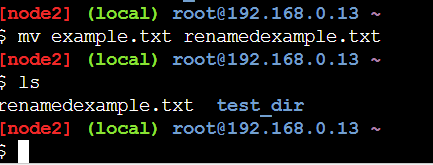 [node2] (local) root@192.168.0.13 ~
$ mv example.txt renamedexample.txt
[node2] (local) root@192.168.0.13 ~
$ ls
renamedexample.txt  test_dir
[node2] (local) root@192.168.0.13 ~
$